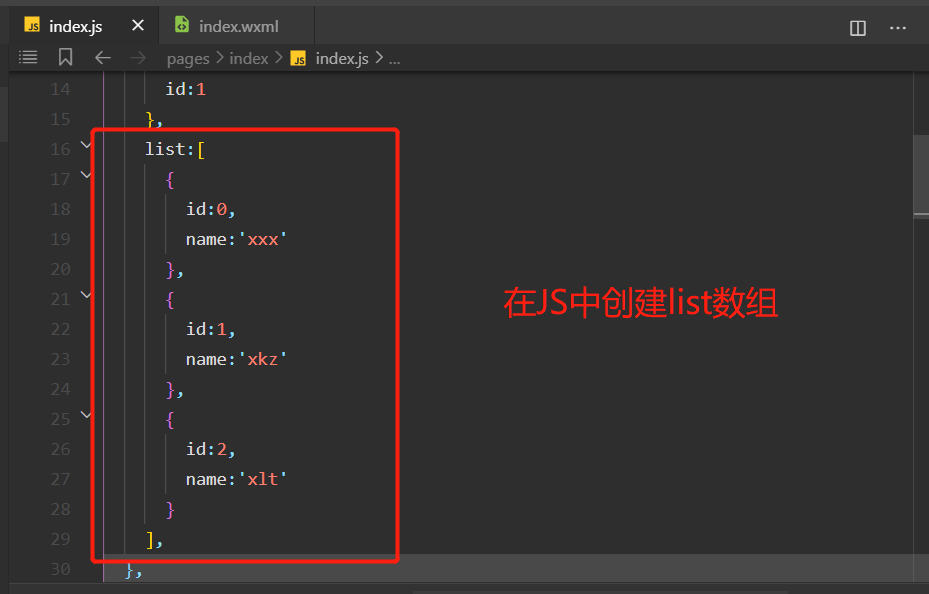 JS index.js × index.wxml
pages > index > JS index.js > ...
14 id:1
15 },
16 list:[
17 {
18 id:0,
19 name:'xxx'
20 },
21 {
22 id:1,
23 name:'xkz'
24 },
25 {
26 id:2,
27 name:'xlt'
28 }
29 ],
30 },
在JS中创建list数组